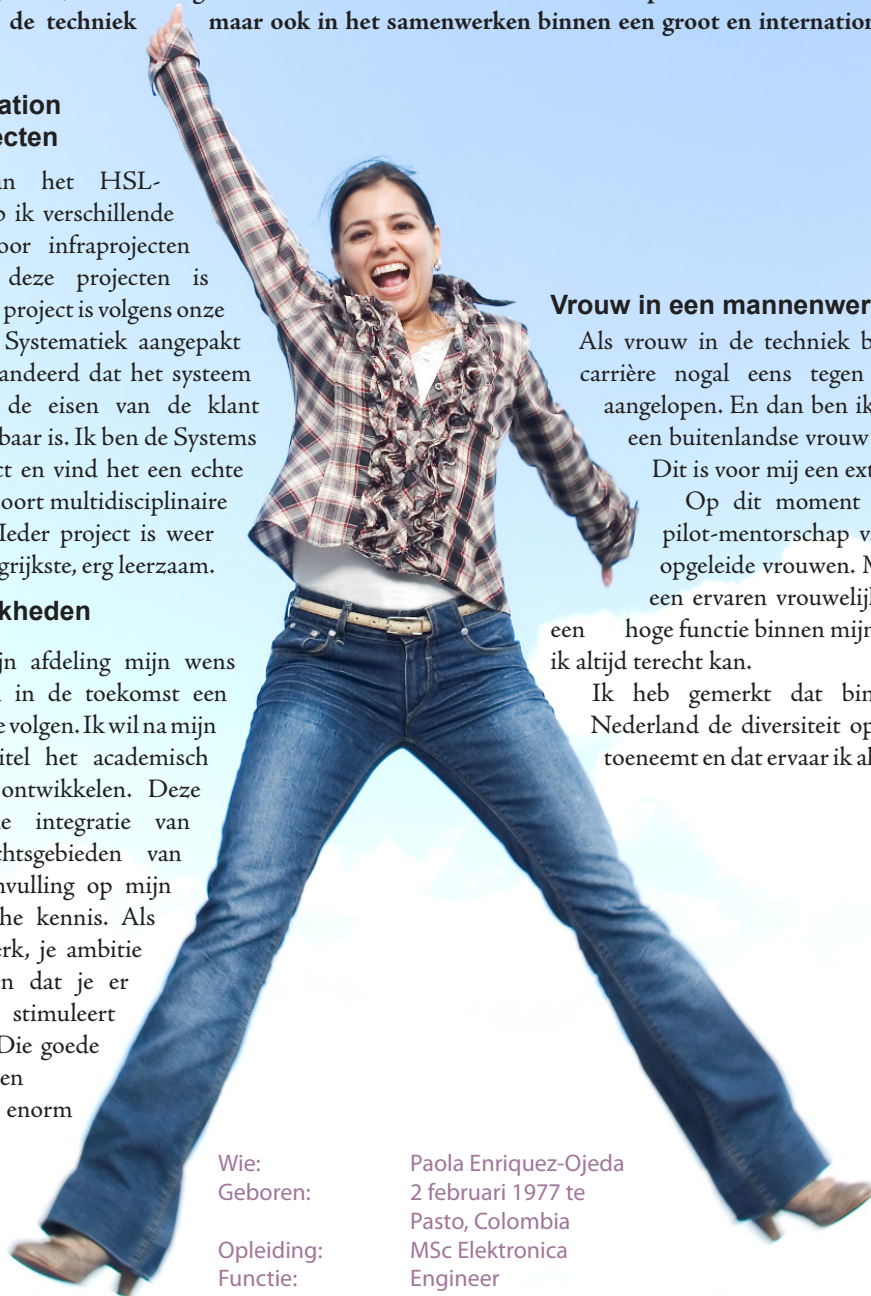 de techniek maar ook in het samenwerken binnen een groot en internation
ation
ecten
an het HSL-
ik verschillende
oor infraprojecten
deze projecten is
project is volgens onze
Systematiek aangepakt
andeerd dat het systeem
de eisen van de klant
baar is. Ik ben de Systems
ct en vind het een echte
oort multidisciplinaire
Ieder project is weer
grijkste, erg leerzaam.
kheden
jn afdeling mijn wens
in de toekomst een
e volgen. Ik wil na mijn
itel het academisch
ontwikkelen. Deze
le integratie van
chtsgebieden van
nvulling op mijn
he kennis. Als
erk, je ambitie
en dat je er
stimuleert
Die goede
en
enorm
Vrouw in een mannenwer
Als vrouw in de techniek b
carrière nogal eens tegen
aangelopen. En dan ben ik
een buitenlandse vrouw
Dit is voor mij een ext
Op dit moment
pilot-mentorschap v
opgeleide vrouwen. M
een ervaren vrouwelijk
een hoge functie binnen mijn
ik altijd terecht kan.
Ik heb gemerkt dat bin
Nederland de diversiteit op
toeneemt en dat ervaar ik al
Wie: Paola Enriquez-Ojeda
Geboren: 2 februari 1977 te
Pasto, Colombia
Opleiding: MSc Elektronica
Functie: Engineer